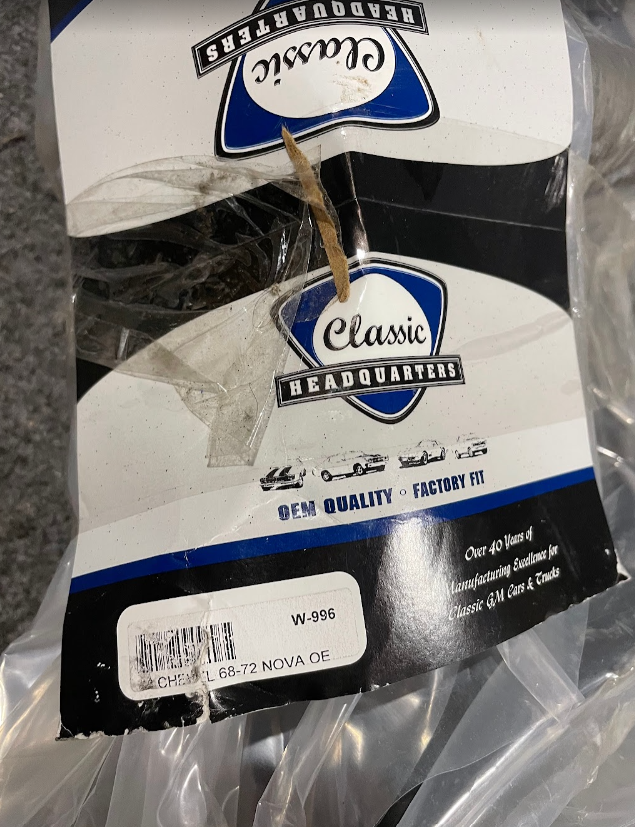 HEADQUARTERS
Classic
Classic
HEADQUARTERS
OEM QUALITY • FACTORY FIT
Over 40 Years of
Manufacturing Excellence for
Classic GM Cars & Trucks
W-996
68-72 NOVA OE